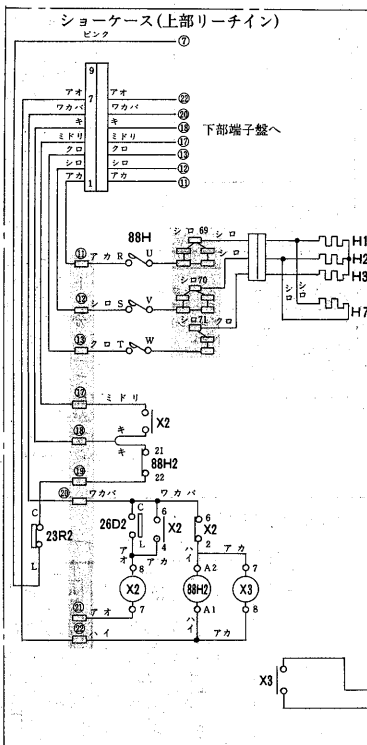 ショーケース(上部リーチイン)
ピンク ⑦
9
7
1
アオ アオ ㉒
ワカバ ワカバ ⑳
キ キ ⑱
ミドリ ミドリ ⑰
クロ クロ ⑬
シロ シロ ⑫
アカ アカ ⑪
下部端子盤へ
88H
シロ 69
シロ
H1
⑪ アカ R U
H2
シロ70
H3
シロ
シロ
⑫ シロ S V
H7
シロ71 クロ
⑬ クロ T W
⑰ ミドリ
X2
⑱ キ
キ 21
88H2
⑲ 22
⑳ ワカバ ワカバ
C
23R2
L
26D2 C
L
6
X2
4
6
X2
2
アオ アカ ハイ アカ
8 A2 7
X2 88H2 X3
7 A1 8
㉑ アオ
ハイ
㉒ ハイ アカ
X3